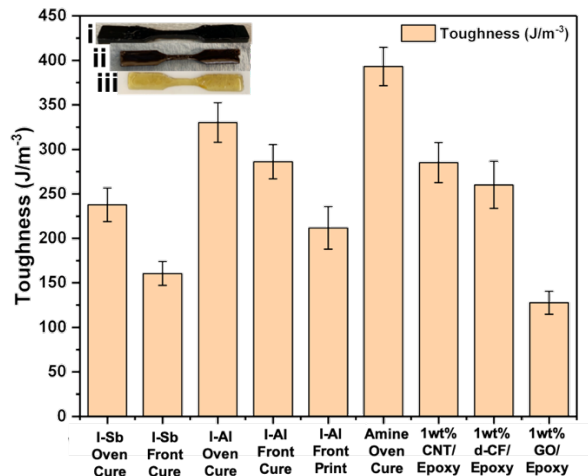 450
400
350
300
250
200
150
100
50
0
Toughness (J/m⁻³)
i
ii
iii
Toughness (J/m⁻³)
I-Sb
Oven
Cure
I-Sb
Front
Cure
I-Al
Oven
Cure
I-Al
Front
Cure
I-Al
Front
Print
Amine
Oven
Cure
1wt%
CNT/
Epoxy
1wt%
d-CF/
Epoxy
1wt%
GO/
Epoxy